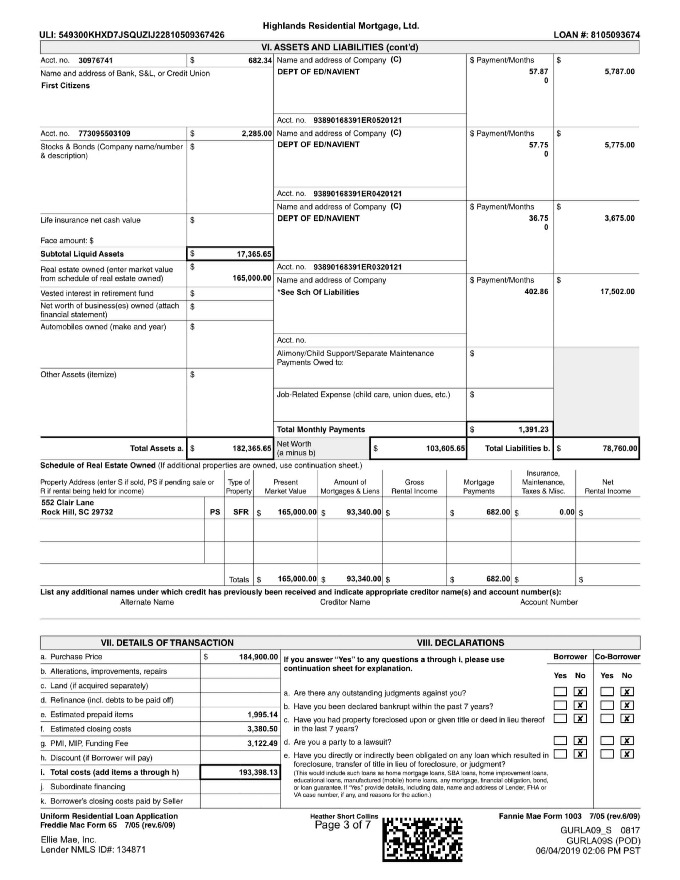 Highlands Residential Mortgage, Ltd.
ULI: 549300KHXD7JSQUZIJ22810509367426 LOAN #: 8105093674
VI. ASSETS AND LIABILITIES (cont'd)
Acct. no. 30976741 $ 682.34 Name and address of Company (C) $ Payment/Months $
Name and address of Bank, S&L, or Credit Union DEPT OF ED/NAVIENT 57.87 5,787.00
0
First Citizens
Acct. no. 93890168391ER0520121
Acct. no. 773095503109 $ 2,285.00 Name and address of Company (C) $ Payment/Months $
Stocks & Bonds (Company name/number $ DEPT OF ED/NAVIENT 57.75 5,775.00
& description) 0
Acct. no. 93890168391ER0420121
Name and address of Company (C) $ Payment/Months $
Life insurance net cash value $ DEPT OF ED/NAVIENT 36.75 3,675.00
0
Face amount: $
Subtotal Liquid Assets $ 17,365.65
Real estate owned (enter market value $ Acct. no. 93890168391ER0320121
from schedule of real estate owned) 165,000.00 Name and address of Company $ Payment/Months $
Vested interest in retirement fund $ *See Sch Of Liabilities 402.86 17,502.00
Net worth of business(es) owned (attach $
financial statement)
Automobiles owned (make and year) $
Acct. no.
Alimony/Child Support/Separate Maintenance $
Payments Owed to:
Other Assets (itemize) $
Job-Related Expense (child care, union dues, etc.) $
Total Monthly Payments $ 1,391.23
Total Assets a. $ 182,365.65 Net Worth $ 103,605.65 Total Liabilities b. $ 78,760.00
(a minus b)
Schedule of Real Estate Owned (If additional properties are owned, use continuation sheet.)
Insurance,
Property Address (enter S if sold, PS if pending sale or Type of Present Amount of Gross Mortgage Maintenance, Net
R if rental being held for income) Property Market Value Mortgages & Liens Rental Income Payments Taxes & Misc. Rental Income
552 Clair Lane
Rock Hill, SC 29732 PS SFR $ 165,000.00 $ 93,340.00 $ $ 682.00 $ 0.00 $
Totals $ 165,000.00 $ 93,340.00 $ $ 682.00 $ $
List any additional names under which credit has previously been received and indicate appropriate creditor name(s) and account number(s):
Alternate Name Creditor Name Account Number
VII. DETAILS OF TRANSACTION VIII. DECLARATIONS
a. Purchase Price $ 184,900.00 If you answer "Yes" to any questions a through i, please use Borrower Co-Borrower
b. Alterations, improvements, repairs continuation sheet for explanation. Yes No Yes No
c. Land (if acquired separately) a. Are there any outstanding judgments against you? X X
d. Refinance (incl. debts to be paid off) b. Have you been declared bankrupt within the past 7 years? X X
e. Estimated prepaid items 1,995.14 c. Have you had property foreclosed upon or given title or deed in lieu thereof X X
f. Estimated closing costs 3,380.50 in the last 7 years?
g. PMI, MIP, Funding Fee 3,122.49 d. Are you a party to a lawsuit? X X
h. Discount (if Borrower will pay) e. Have you directly or indirectly been obligated on any loan which resulted in X X
i. Total costs (add items a through h) 193,398.13 foreclosure, transfer of title in lieu of foreclosure, or judgment?
(This would include such loans as home mortgage loans, SBA loans, home improvement loans,
j. Subordinate financing educational loans, manufactured (mobile) home loans, any mortgage, financial obligation, bond,
or loan guarantee. If "Yes," provide details, including date, name and address of Lender, FHA or
k. Borrower's closing costs paid by Seller VA case number, if any, and reasons for the action.)
Uniform Residential Loan Application Heather Short Collins Fannie Mae Form 1003 7/05 (rev.6/09)
Freddie Mac Form 65 7/05 (rev.6/09) Page 3 of 7 GURLA09_S 0817
Ellie Mae, Inc. GURLA09S (POD)
Lender NMLS ID#: 134871 06/04/2019 02:06 PM PST